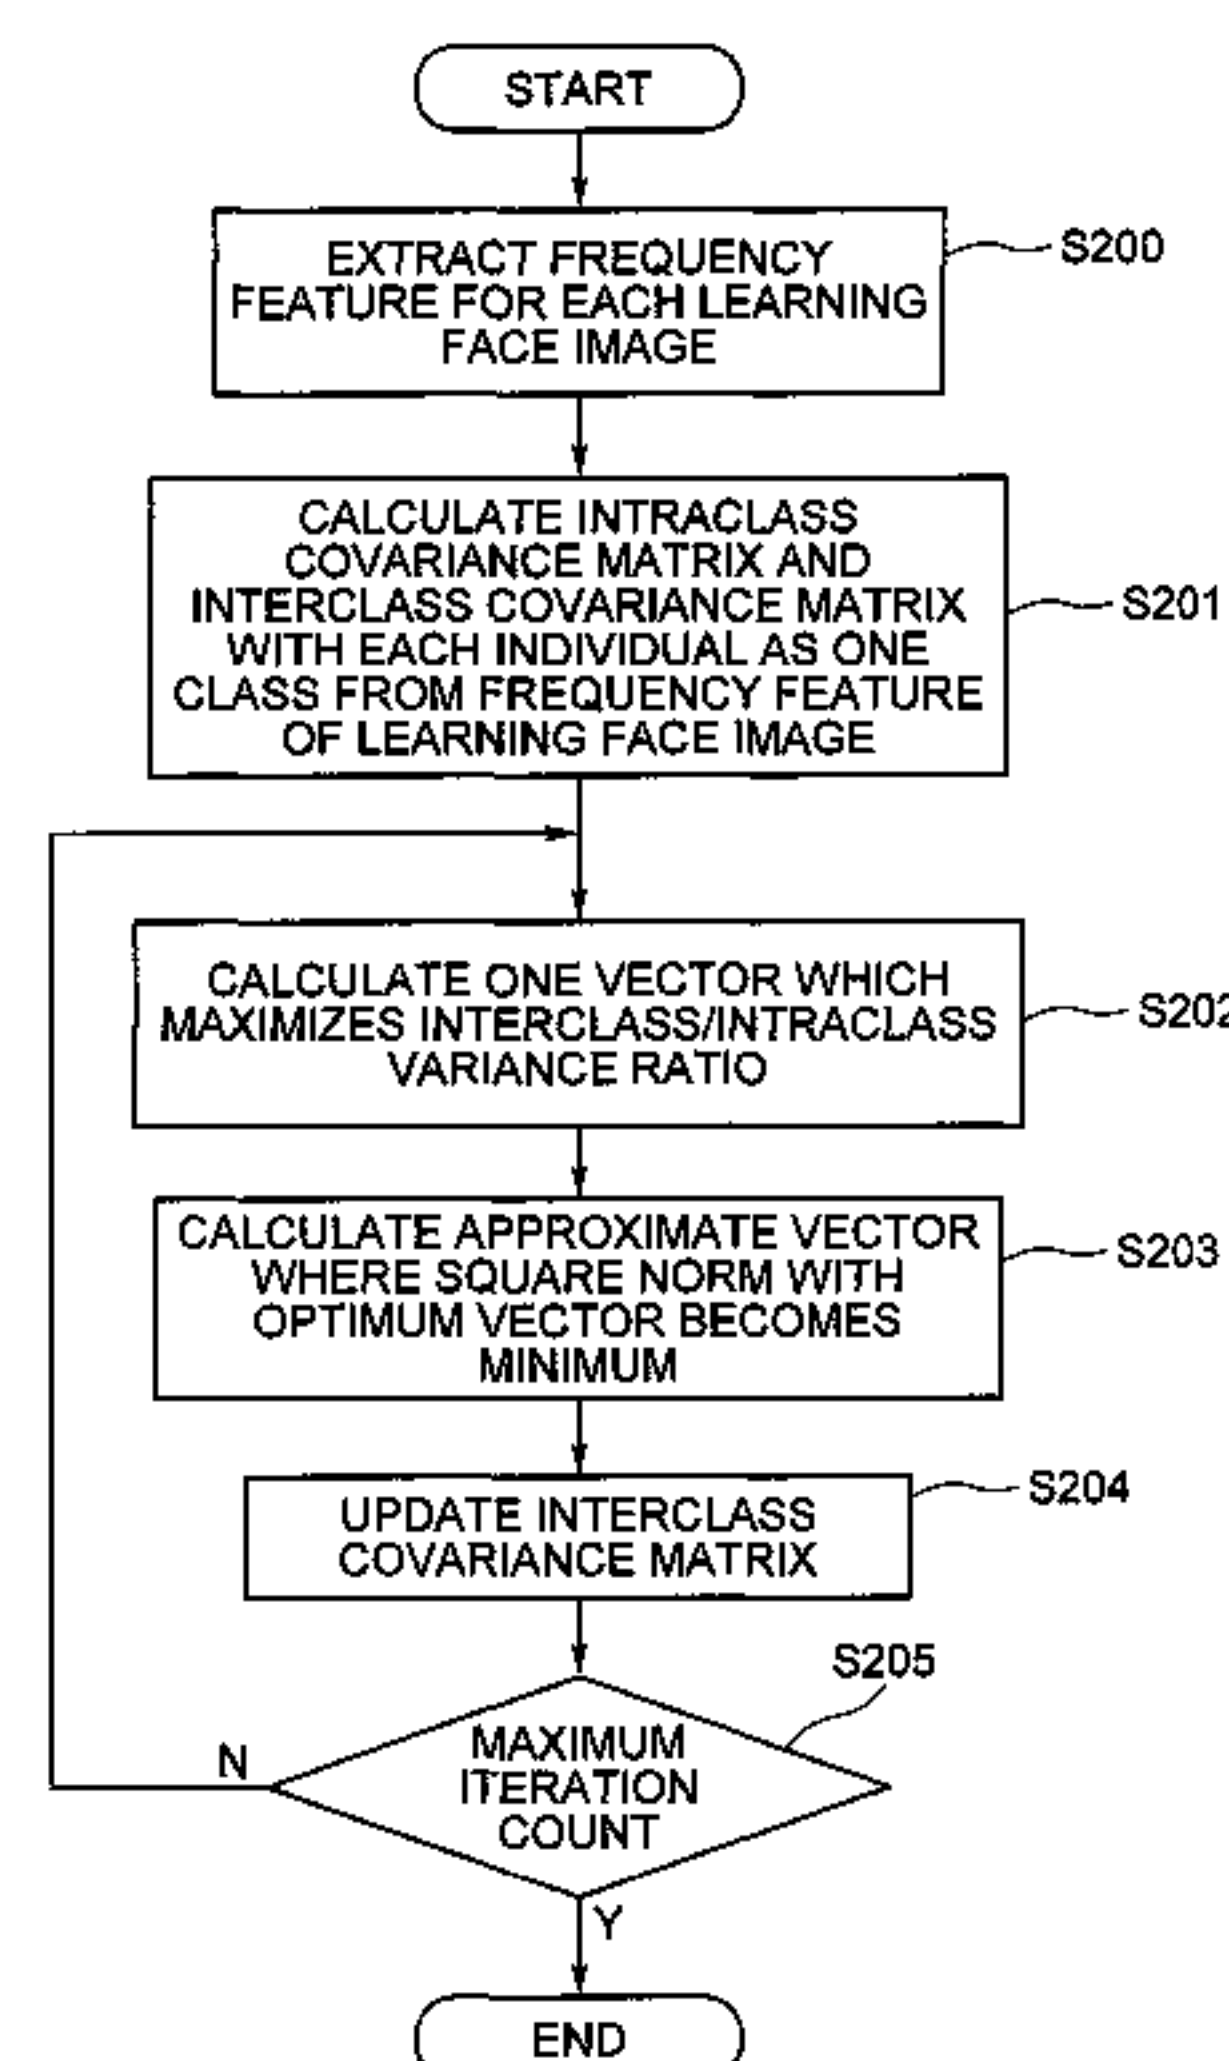 START
EXTRACT FREQUENCY
FEATURE FOR EACH LEARNING
FACE IMAGE
S200
CALCULATE INTRACLASS
COVARIANCE MATRIX AND
INTERCLASS COVARIANCE MATRIX
WITH EACH INDIVIDUAL AS ONE
CLASS FROM FREQUENCY FEATURE
OF LEARNING FACE IMAGE
S201
CALCULATE ONE VECTOR WHICH
MAXIMIZES INTERCLASS/INTRACLASS
VARIANCE RATIO
S202
CALCULATE APPROXIMATE VECTOR
WHERE SQUARE NORM WITH
OPTIMUM VECTOR BECOMES
MINIMUM
S203
UPDATE INTERCLASS
COVARIANCE MATRIX
S204
S205
MAXIMUM
ITERATION
COUNT
N
Y
END